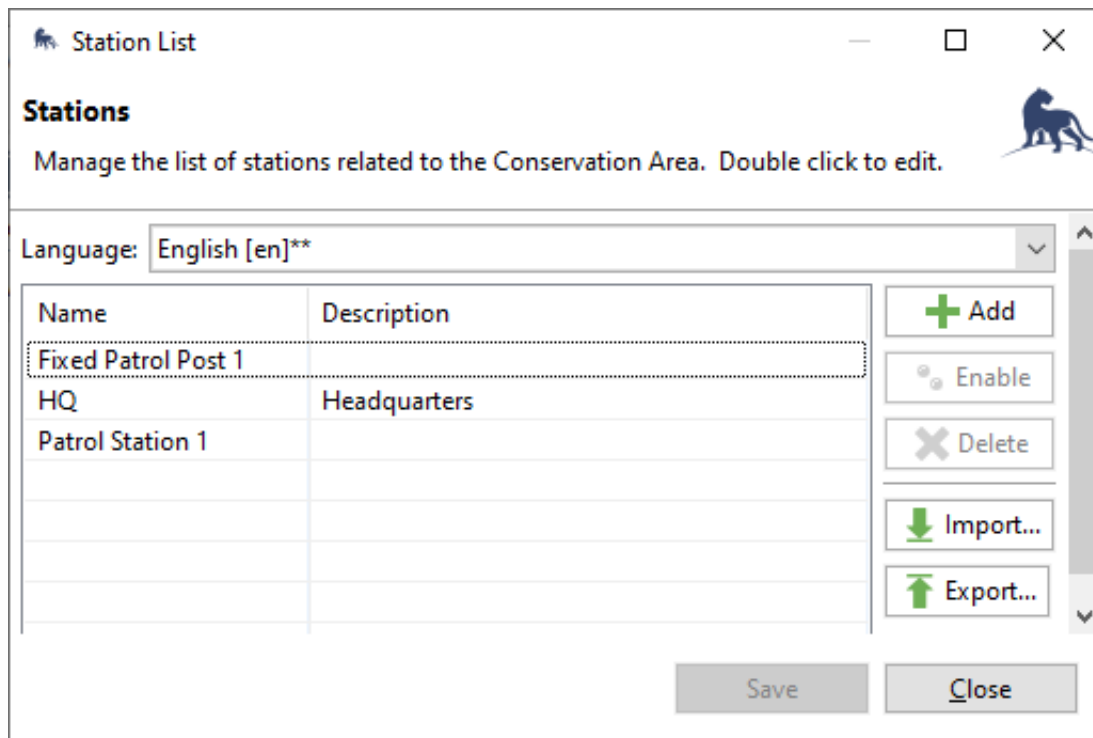 Station List
Stations
Manage the list of stations related to the Conservation Area.  Double click to edit.
Language: English [en]**
Name Description
Fixed Patrol Post 1
HQ Headquarters
Patrol Station 1
Add
Enable
Delete
Import...
Export...
Save Close